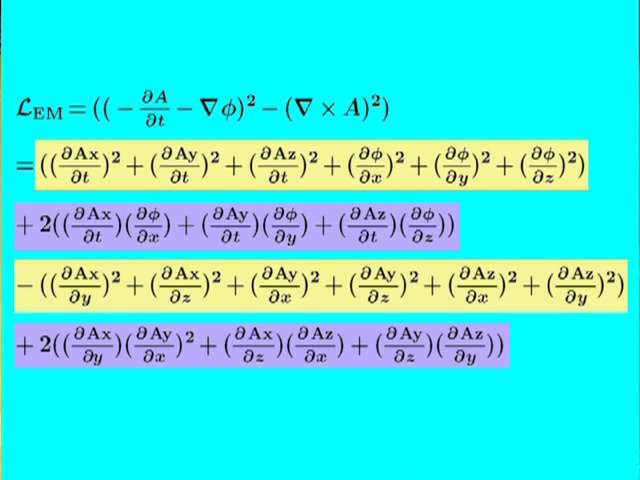 ℒEM = ((−∂A/∂t − ∇ϕ)² − (∇ × A)²)
= ((∂Ax/∂t)² + (∂Ay/∂t)² + (∂Az/∂t)² + (∂ϕ/∂x)² + (∂ϕ/∂y)² + (∂ϕ/∂z)²)
+ 2((∂Ax/∂t)(∂ϕ/∂x) + (∂Ay/∂t)(∂ϕ/∂y) + (∂Az/∂t)(∂ϕ/∂z))
− ((∂Ax/∂y)² + (∂Ax/∂z)² + (∂Ay/∂x)² + (∂Ay/∂z)² + (∂Az/∂x)² + (∂Az/∂y)²)
+ 2((∂Ax/∂y)(∂Ay/∂x)² + (∂Ax/∂z)(∂Az/∂x) + (∂Ay/∂z)(∂Az/∂y))